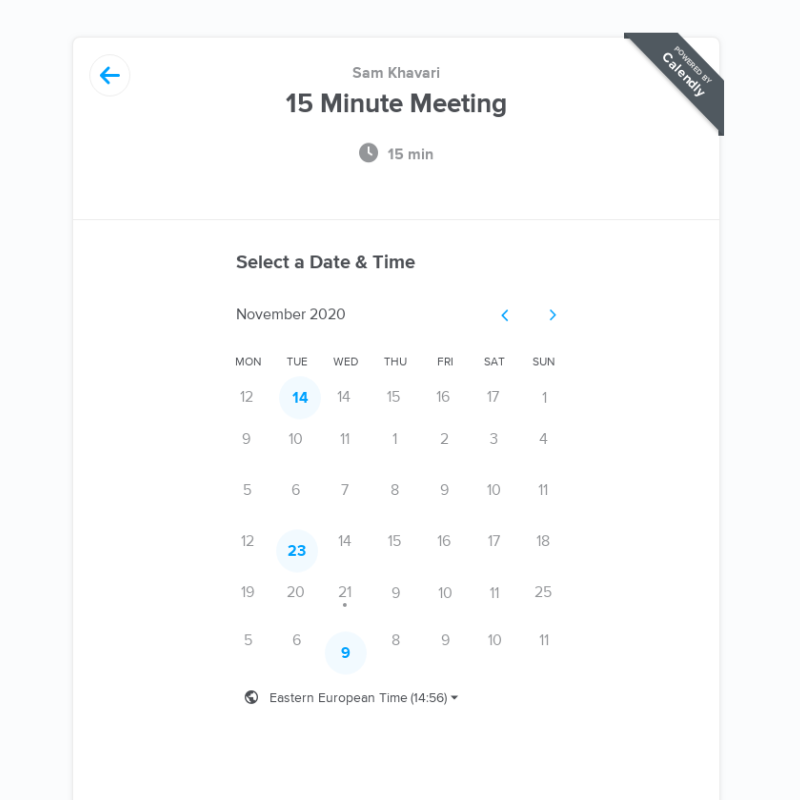 Sam Khavari
POWERED BY
Calendly
15 Minute Meeting
15 min
Select a Date & Time
November 2020
MON TUE WED THU FRI SAT SUN
12 14 14 15 16 17 1
9 10 11 1 2 3 4
5 6 7 8 9 10 11
12 23 14 15 16 17 18
19 20 21 9 10 11 25
5 6 9 8 9 10 11
Eastern European Time (14:56)